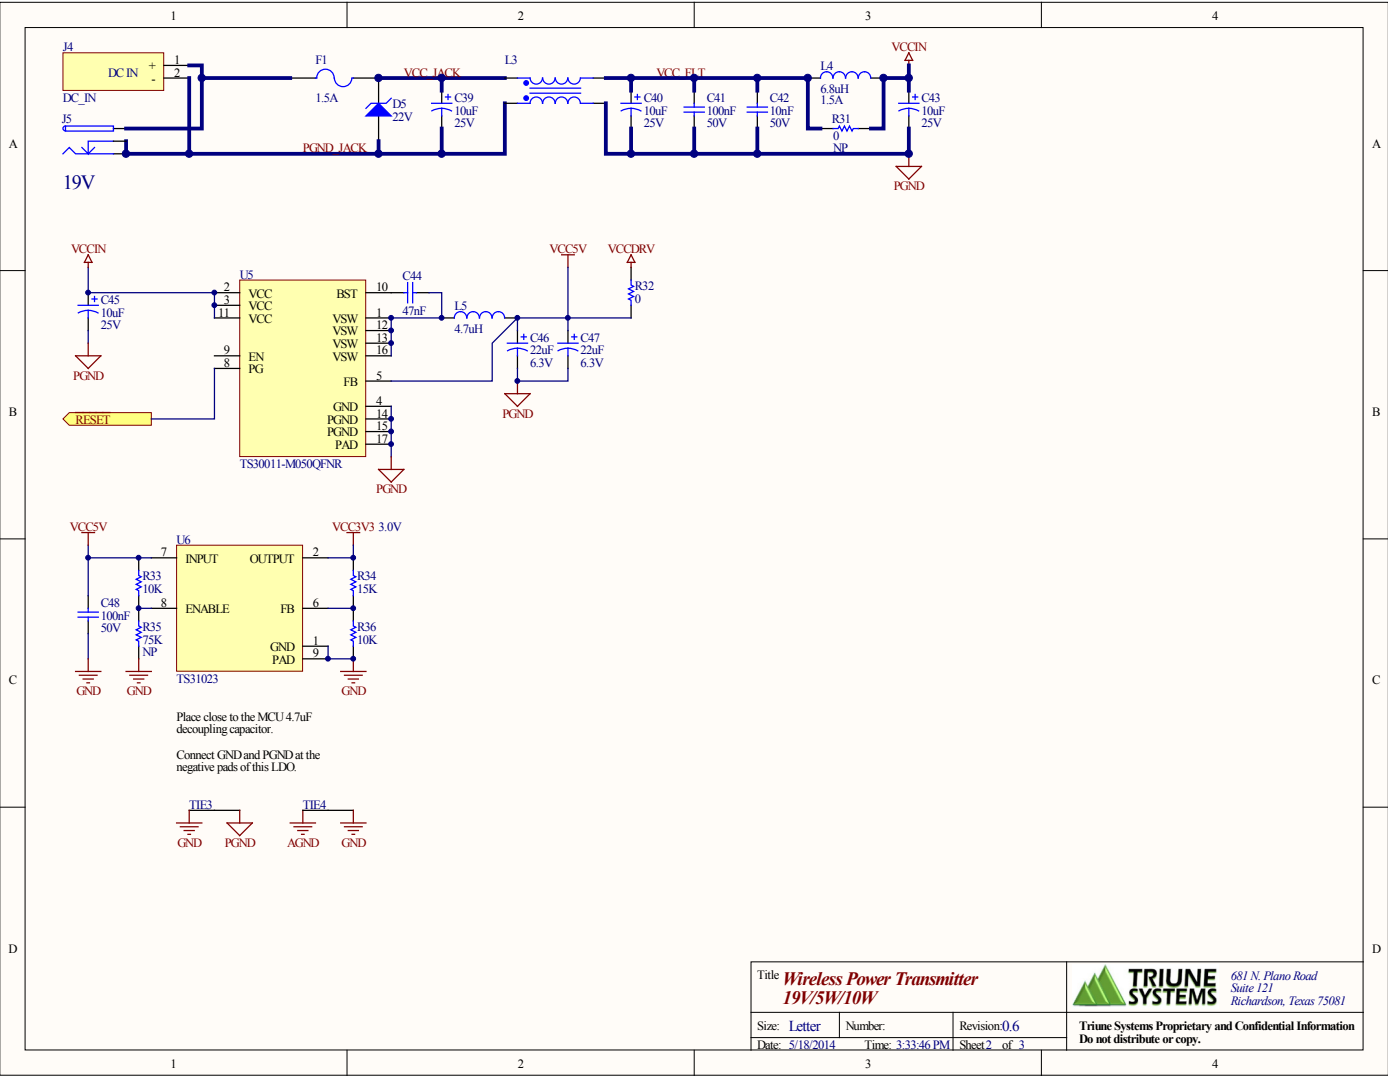 1 2 3 4
A
B
C
D
A
B
C
D
J4
DC IN
+
-
1
2
DC_IN
J5
19V
F1
1.5A
VCC_JACK
D5
22V
C39
10uF
25V
PGND_JACK
L3
VCC_FLT
C40
10uF
25V
C41
100nF
50V
C42
10nF
50V
L4
6.8uH
1.5A
R31
0
NP
VCCIN
C43
10uF
25V
PGND
VCCIN
C45
10uF
25V
PGND
RESET
U5
2 VCC
3 VCC
11 VCC
9 EN
8 PG
BST 10
VSW 1
VSW 12
VSW 13
VSW 16
FB 5
GND 4
PGND 14
PGND 15
PAD 17
TS30011-M050QFNR
PGND
C44
47nF
L5
4.7uH
VCC5V
VCCDRV
R32
0
C46
22uF
6.3V
C47
22uF
6.3V
PGND
VCC5V
C48
100nF
50V
GND
R33
10K
R35
75K
NP
GND
U6
7 INPUT
8 ENABLE
OUTPUT 2
FB 6
GND 1
PAD 9
TS31023
VCC3V3 3.0V
R34
15K
R36
10K
GND
Place close to the MCU 4.7uF
decoupling capacitor.
Connect GND and PGND at the
negative pads of this LDO.
TIE3
GND PGND
TIE4
AGND GND
Title Wireless Power Transmitter
19V/5W/10W
Size: Letter Number: Revision:0.6
Date: 5/18/2014 Time: 3:33:46 PM Sheet 2 of 3
TRIUNE
SYSTEMS
681 N. Plano Road
Suite 121
Richardson, Texas 75081
Triune Systems Proprietary and Confidential Information
Do not distribute or copy.
1 2 3 4